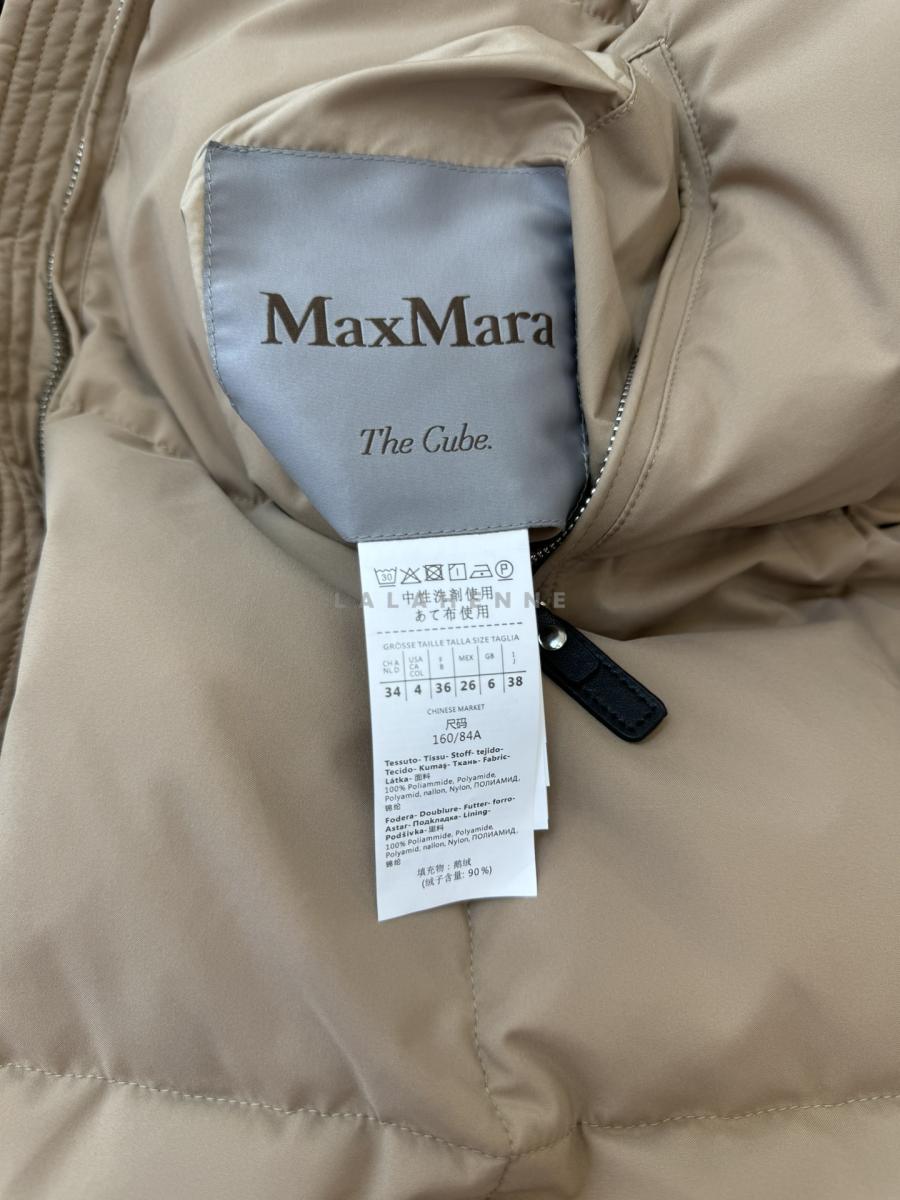 MaxMara
The Cube.
30 P
中性洗剤使用
LALAHENNE
あて布使用
GRÖSSE TAILLE TALLA SIZE TAGLIA
CH A NL D USA CA COL F B MEX GB I J
34 4 36 26 6 38
CHINESE MARKET
尺码
160/84A
Tessuto- Tissu- Stoff- tejido-
Tecido- Kumaş- Ткань- Fabric-
Látka- 面料
100% Poliammide, Polyamide,
Polyamid, nallon, Nylon, ПОЛИАМИД,
锦纶
Fodera- Doublure- Futter- forro-
Astar- Подкладка- Lining-
Podšívka- 里料
100% Poliammide, Polyamide,
Polyamid, nallon, Nylon, ПОЛИАМИД,
锦纶
填充物：鹅绒
(绒子含量: 90%)